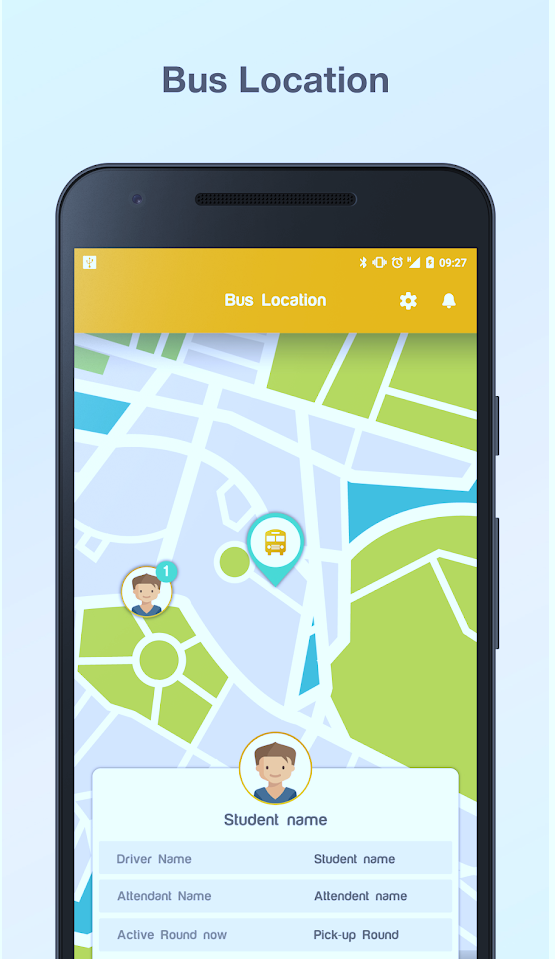 Bus Location
09:27
Bus Location
1
Student name
Driver Name Student name
Attendant Name Attendent name
Active Round now Pick-up Round